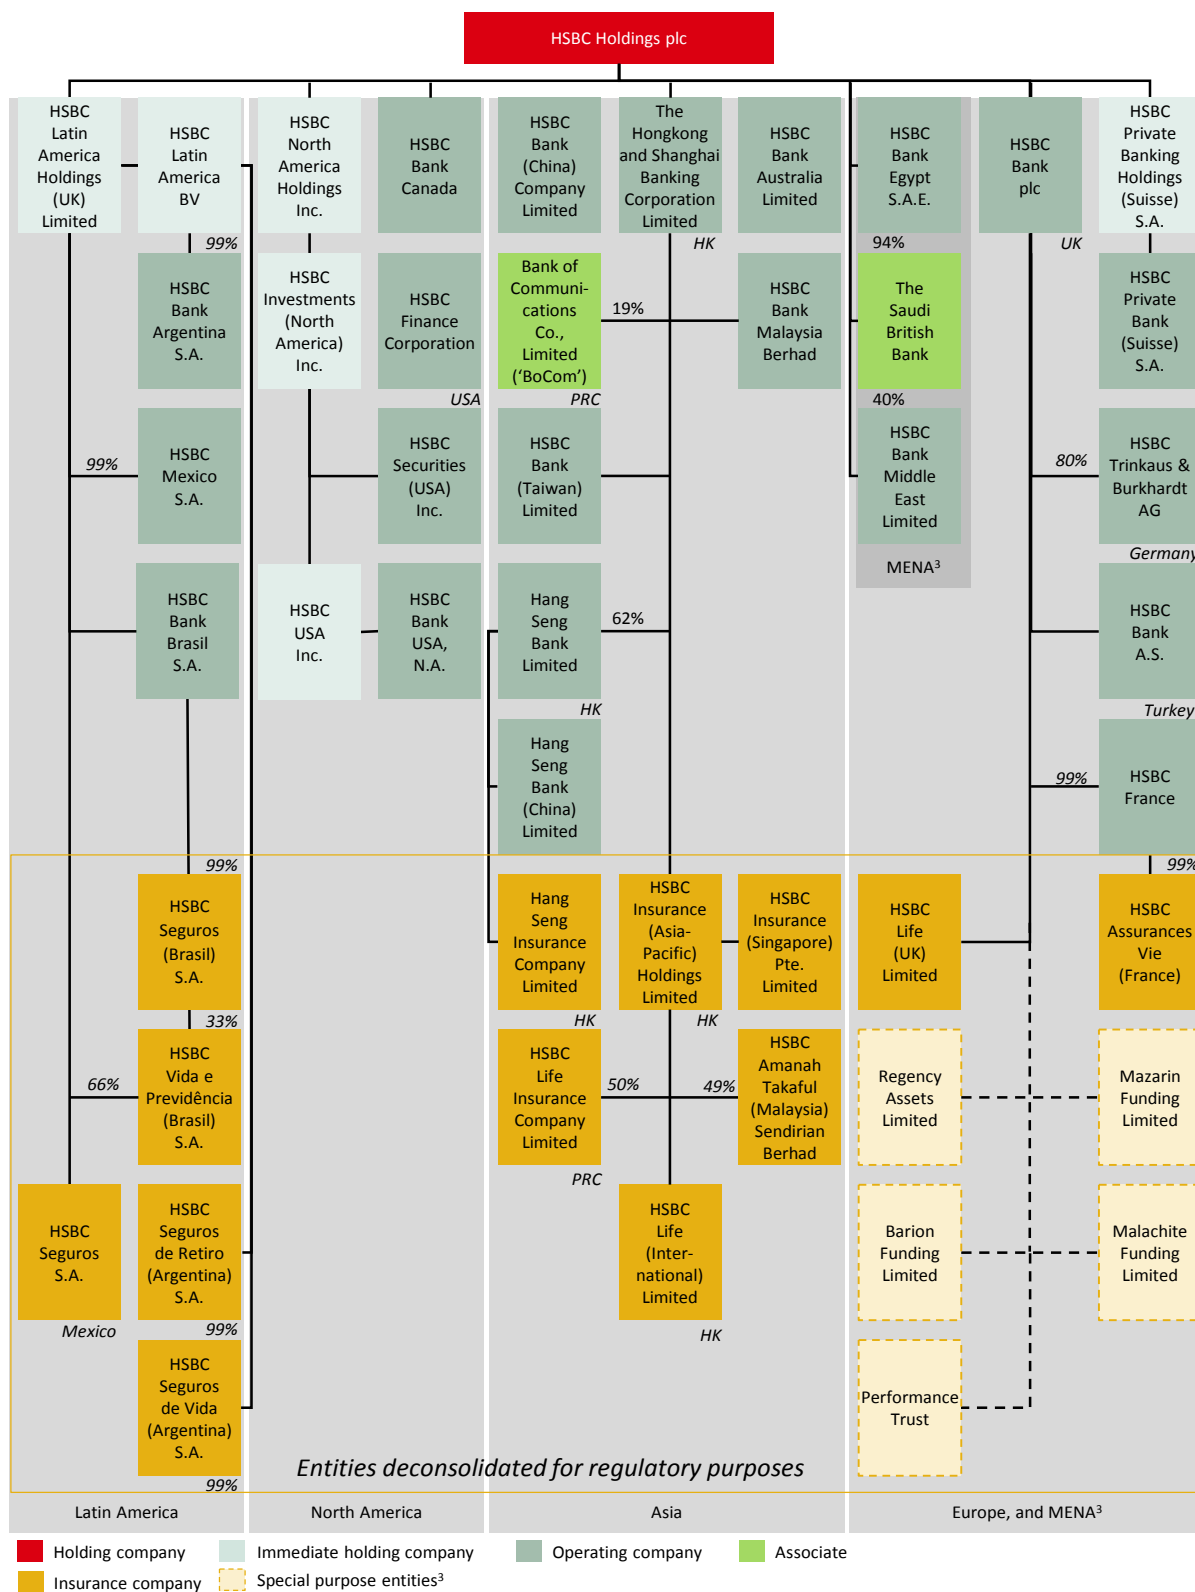 HSBC Holdings plc
HSBC
Latin
America
Holdings
(UK)
Limited
HSBC
Latin
America
BV
99%
HSBC
North
America
Holdings
Inc.
HSBC
Bank
Canada
HSBC
Bank
(China)
Company
Limited
The
Hongkong
and Shanghai
Banking
Corporation
Limited
HK
HSBC
Bank
Australia
Limited
HSBC
Bank
Egypt
S.A.E.
94%
HSBC
Bank
plc
UK
HSBC
Private
Banking
Holdings
(Suisse)
S.A.
HSBC
Bank
Argentina
S.A.
HSBC
Investments
(North
America)
Inc.
HSBC
Finance
Corporation
USA
Bank of
Communi-
cations
Co.,
Limited
(‘BoCom’)
PRC
19%
HSBC
Bank
Malaysia
Berhad
The
Saudi
British
Bank
40%
HSBC
Private
Bank
(Suisse)
S.A.
99%
HSBC
Mexico
S.A.
HSBC
Securities
(USA)
Inc.
HSBC
Bank
(Taiwan)
Limited
HSBC
Bank
Middle
East
Limited
MENA³
80%
HSBC
Trinkaus &
Burkhardt
AG
Germany
HSBC
Bank
Brasil
S.A.
HSBC
USA
Inc.
HSBC
Bank
USA,
N.A.
Hang
Seng
Bank
Limited
HK
62%
HSBC
Bank
A.S.
Turkey
Hang
Seng
Bank
(China)
Limited
99%
HSBC
France
99%
99%
HSBC
Seguros
(Brasil)
S.A.
33%
Hang
Seng
Insurance
Company
Limited
HK
HSBC
Insurance
(Asia-
Pacific)
Holdings
Limited
HK
HSBC
Insurance
(Singapore)
Pte.
Limited
HSBC
Life
(UK)
Limited
HSBC
Assurances
Vie
(France)
66%
HSBC
Vida e
Previdência
(Brasil)
S.A.
HSBC
Life
Insurance
Company
Limited
PRC
50%
49%
HSBC
Amanah
Takaful
(Malaysia)
Sendirian
Berhad
Regency
Assets
Limited
Mazarin
Funding
Limited
HSBC
Seguros
S.A.
Mexico
HSBC
Seguros
de Retiro
(Argentina)
S.A.
99%
HSBC
Life
(Inter-
national)
Limited
HK
Barion
Funding
Limited
Malachite
Funding
Limited
HSBC
Seguros
de Vida
(Argentina)
S.A.
99%
Performance
Trust
Entities deconsolidated for regulatory purposes
Latin America
North America
Asia
Europe, and MENA³
Holding company
Immediate holding company
Operating company
Associate
Insurance company
Special purpose entities³